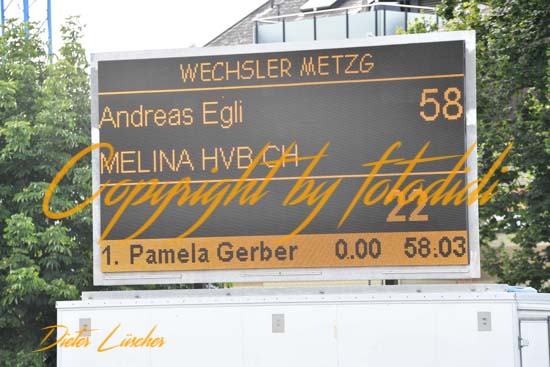 WECHSLER METZG
Andreas Egli 58
MELINA HVB CH
Copyright by fotodidi
22
1. Pamela Gerber 0.00 58:03
Dieter Lüscher